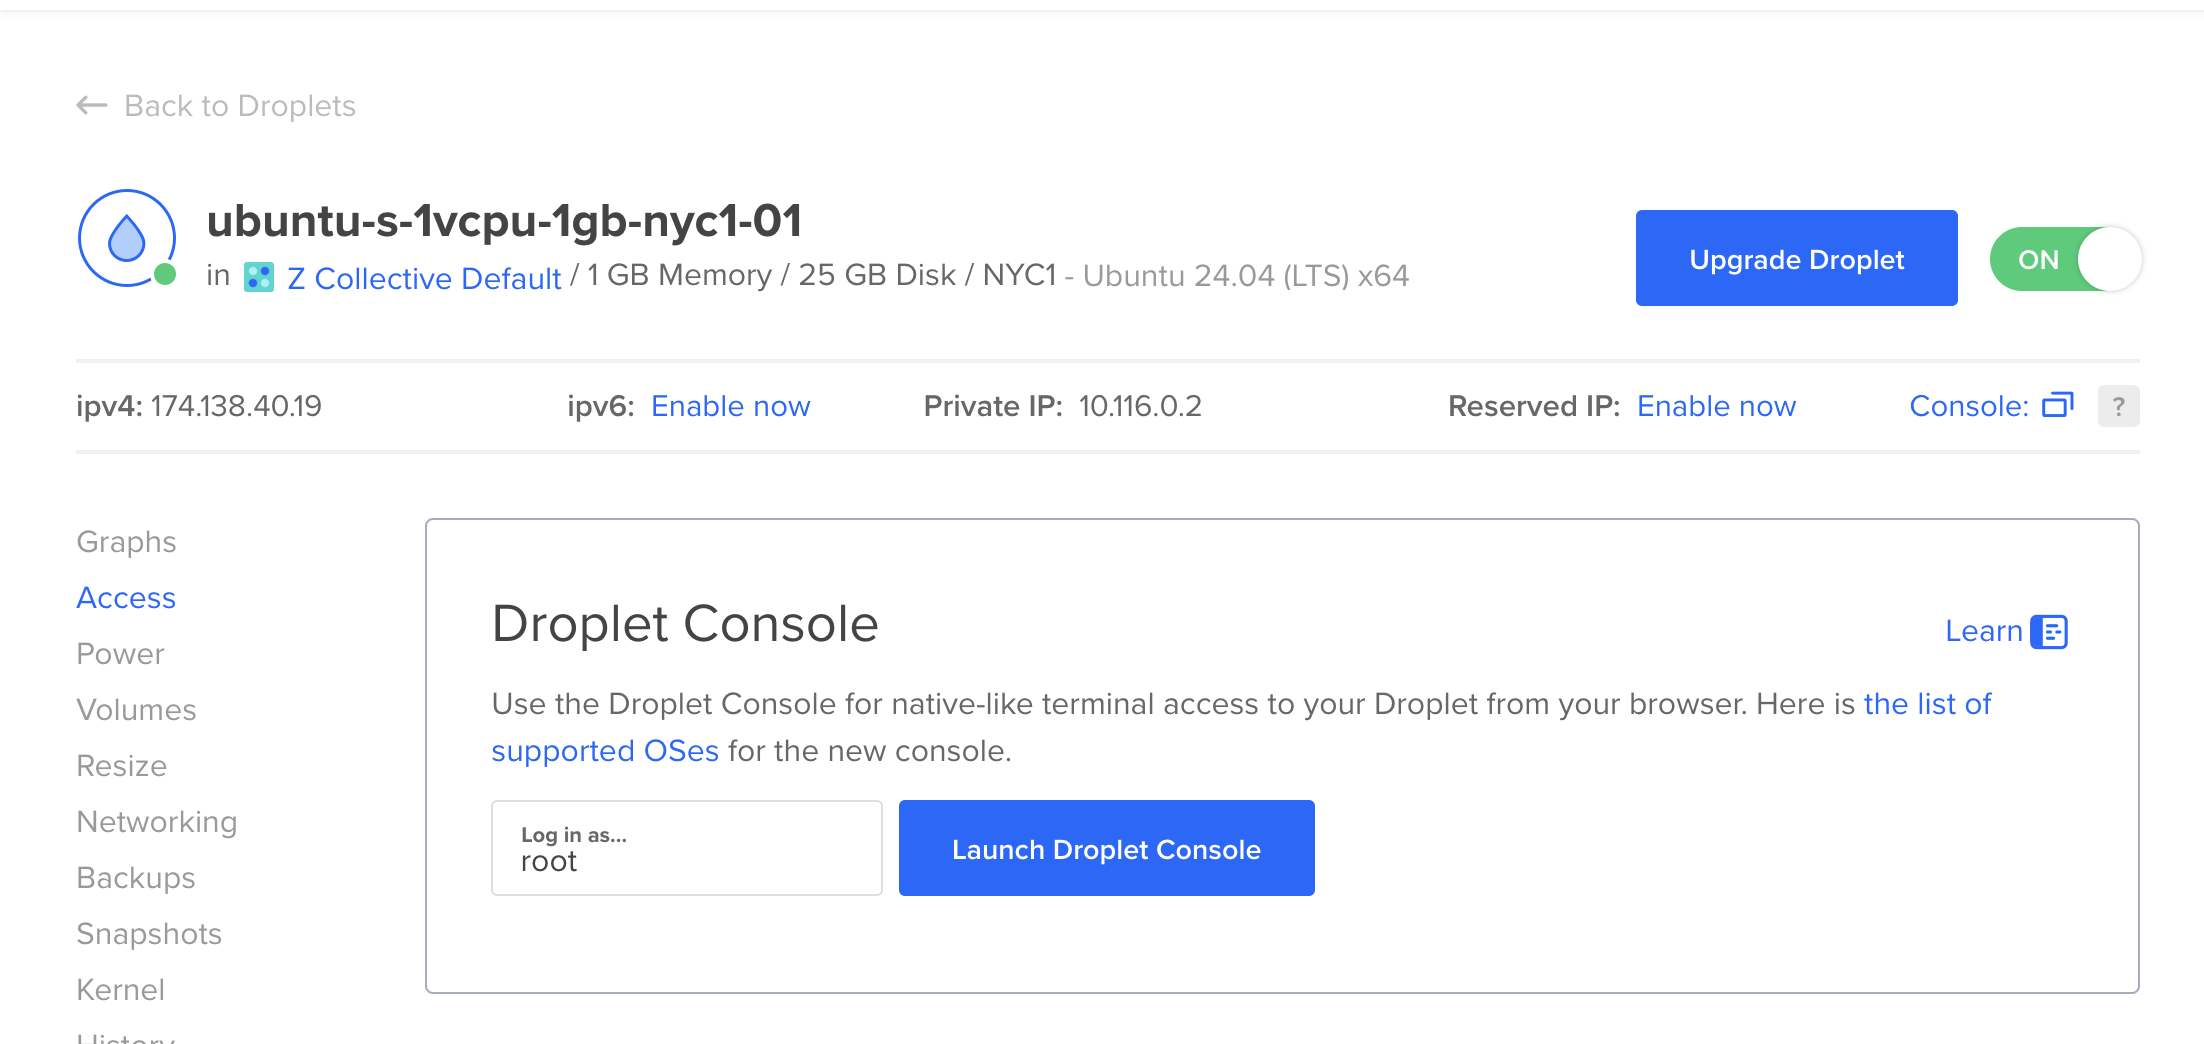 ← Back to Droplets
ubuntu-s-1vcpu-1gb-nyc1-01
in Z Collective Default / 1 GB Memory / 25 GB Disk / NYC1 - Ubuntu 24.04 (LTS) x64
Upgrade Droplet
ON
ipv4: 174.138.40.19
ipv6: Enable now
Private IP: 10.116.0.2
Reserved IP: Enable now
Console:
?
Graphs
Access
Power
Volumes
Resize
Networking
Backups
Snapshots
Kernel
History
Droplet Console
Learn
Use the Droplet Console for native-like terminal access to your Droplet from your browser. Here is the list of
supported OSes for the new console.
Log in as...
root
Launch Droplet Console